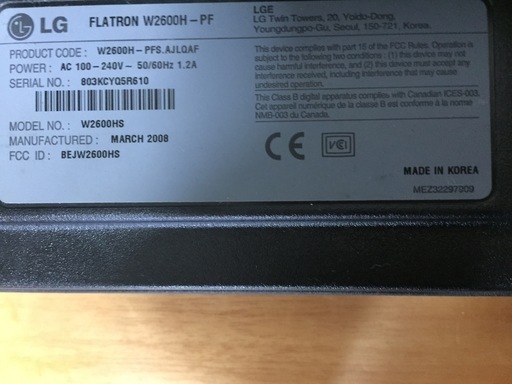 LG FLATRON W2600H-PF
PRODUCT CODE : W2600H-PFS.AJLQAF
POWER : AC 100-240V~ 50/60Hz 1.2A
SERIAL NO. : 803KCYQ5R610
MODEL NO. : W2600HS
MANUFACTURED : MARCH 2008
FCC ID : BEJW2600HS
LGE
LG Twin Towers, 20, Yoido-Dong,
Youngdungpo-Gu, Seoul, 150-721, Korea.
This device complies with part 15 of the FCC Rules. Operation is
subject to the following two conditions: (1) this device may not
cause harmful interference, and (2) this device must accept any
interference received, including interference that may cause
undesired operation.
This Class B digital apparatus complies with Canadian ICES-003.
Cet appareil numérique de la classe B est conforme à la norme
NMB-003 du Canada.
CE VCI
MADE IN KOREA
MEZ32297909